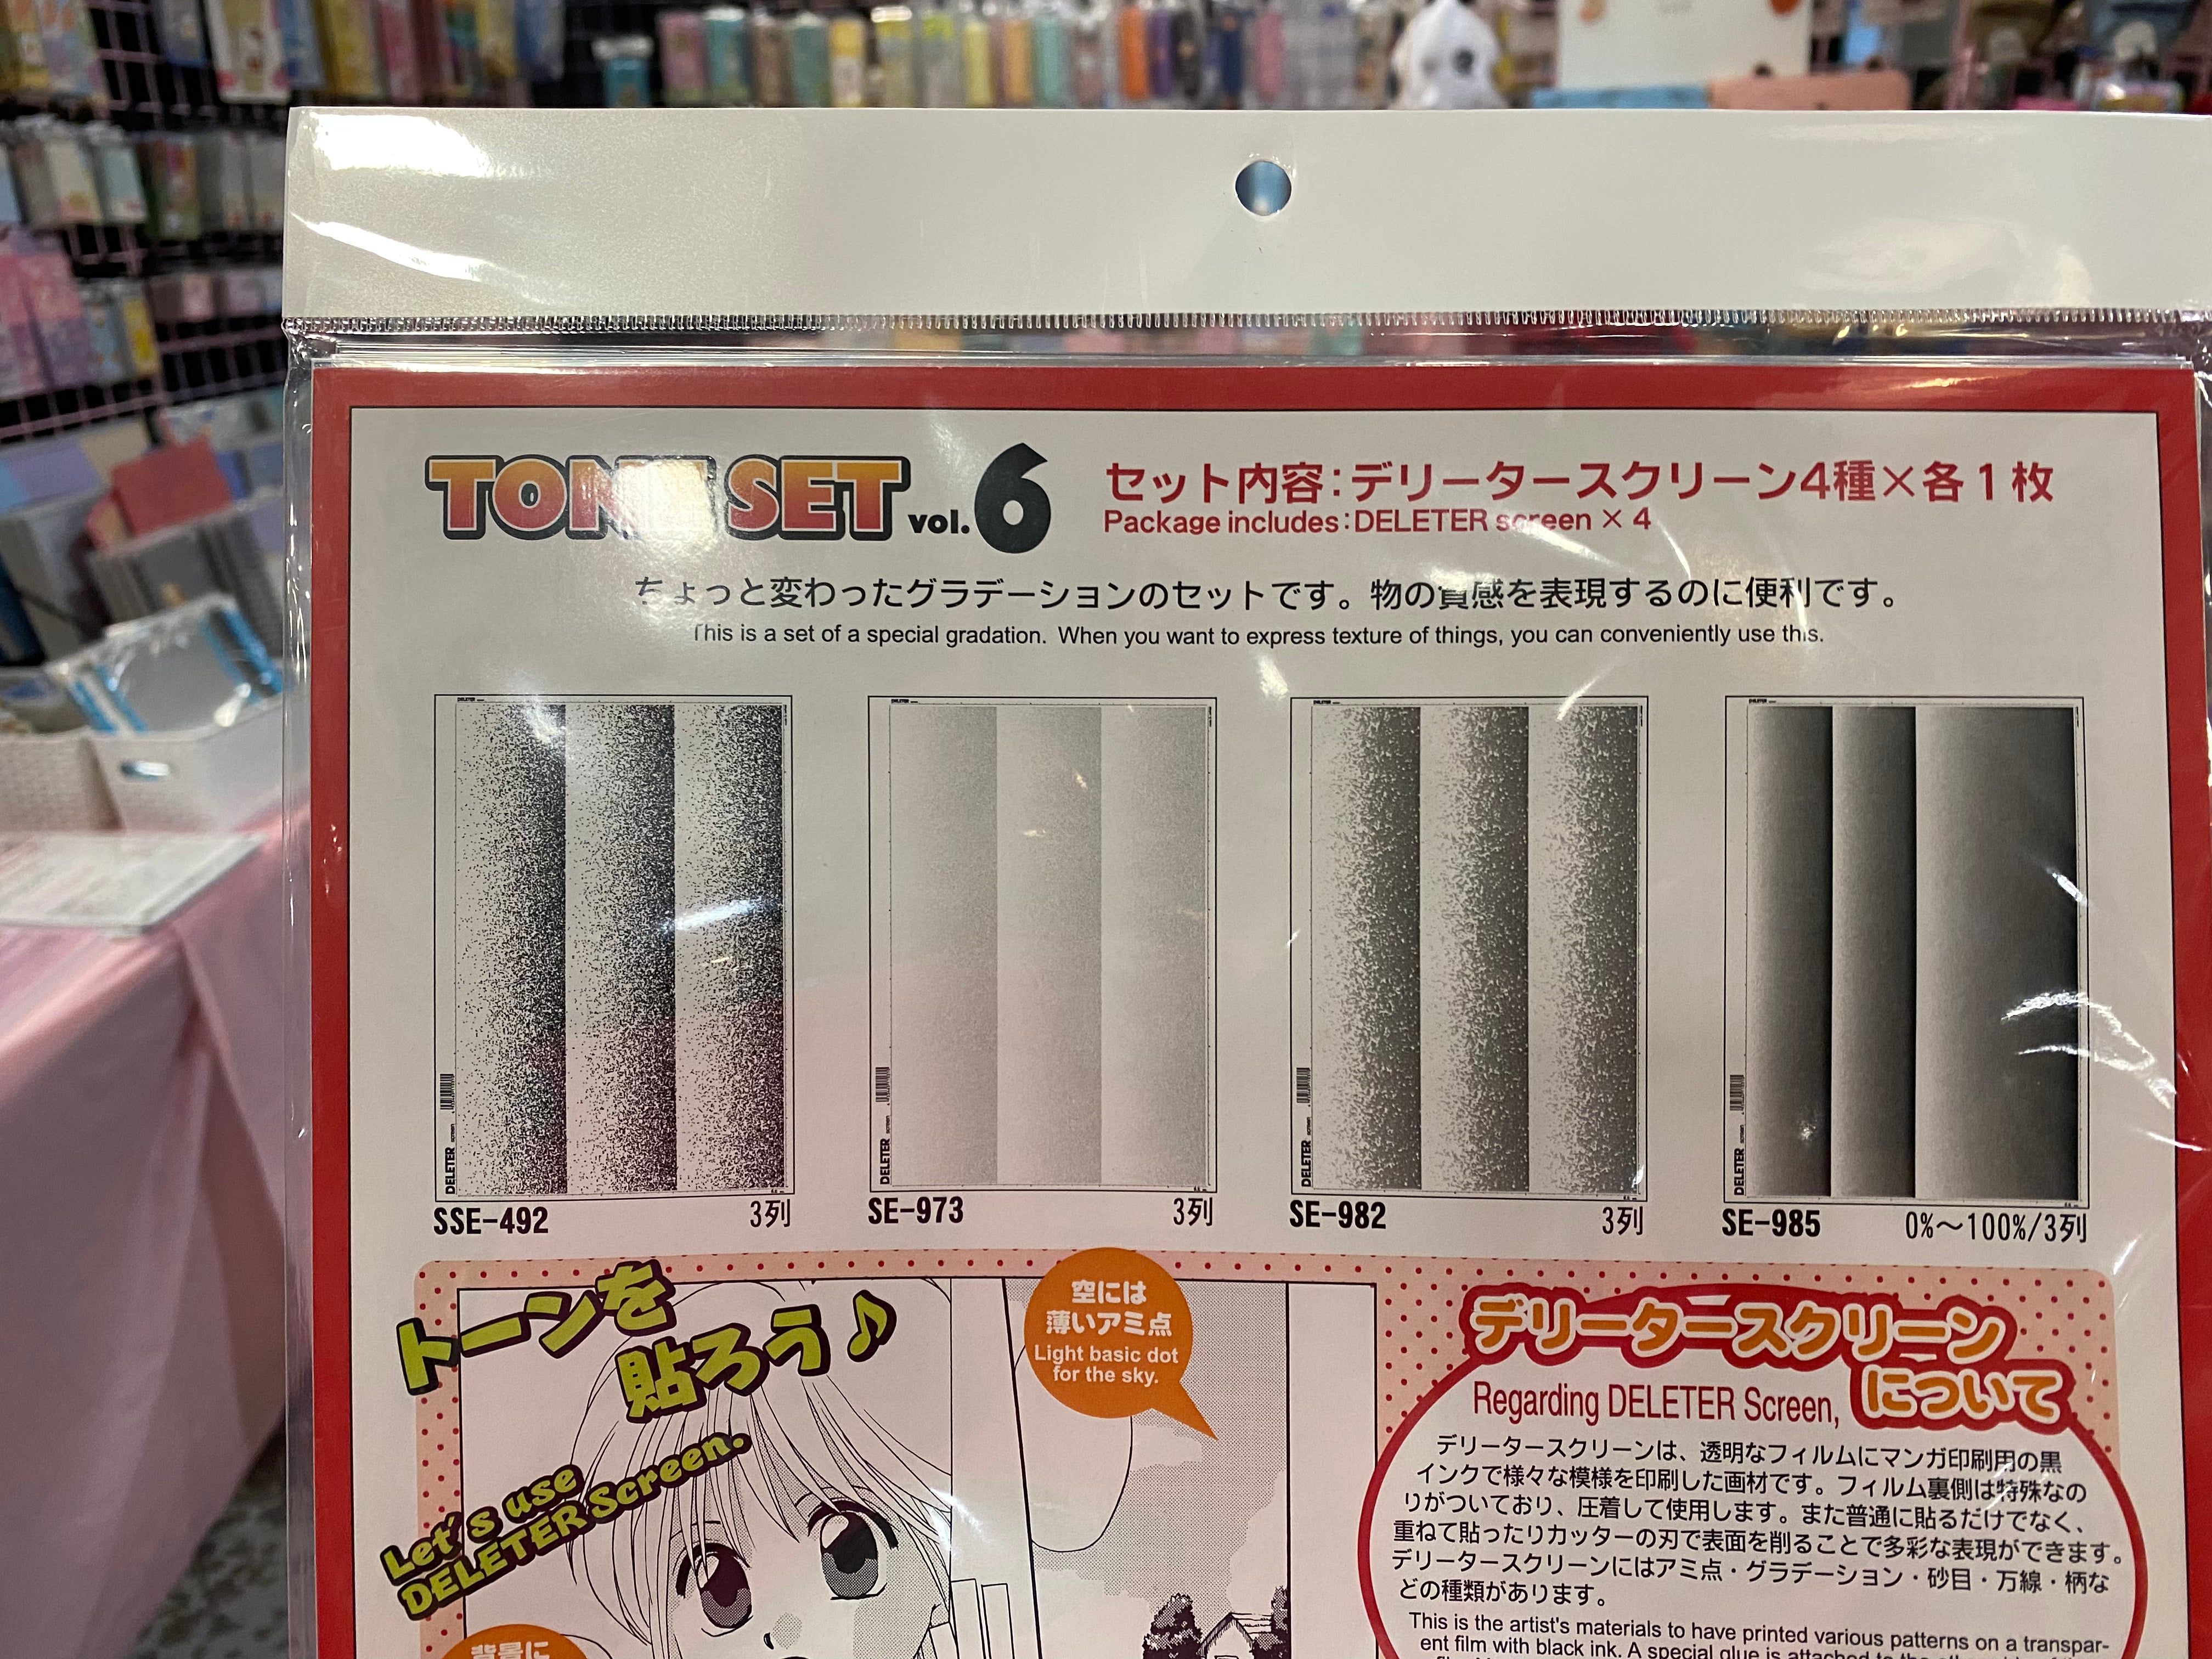 TONE SET vol.6
セット内容:デリータースクリーン4種×各1枚
Package includes:DELETER screen × 4
ちょっと変わったグラデーションのセットです。物の質感を表現するのに便利です。
This is a set of a special gradation. When you want to express texture of things, you can conveniently use this.
DELETER
DELETER
DELETER
DELETER
SSE-492 3列
SE-973 3列
SE-982 3列
SE-985 0%～100%/3列
トーンを
貼ろう♪
Let's use
DELETER Screen.
空には
薄いアミ点
Light basic dot
for the sky.
背景に
デリータースクリーン
について
Regarding DELETER Screen,
デリータースクリーンは、透明なフィルムにマンガ印刷用の黒
インクで様々な模様を印刷した画材です。フィルム裏側は特殊なの
りがついており、圧着して使用します。また普通に貼るだけでなく、
重ねて貼ったりカッターの刃で表面を削ることで多彩な表現ができます。
デリータースクリーンにはアミ点・グラデーション・砂目・万線・柄な
どの種類があります。
This is the artist's materials to have printed various patterns on a transpar-
ent film with black ink. A special glue is attached to the